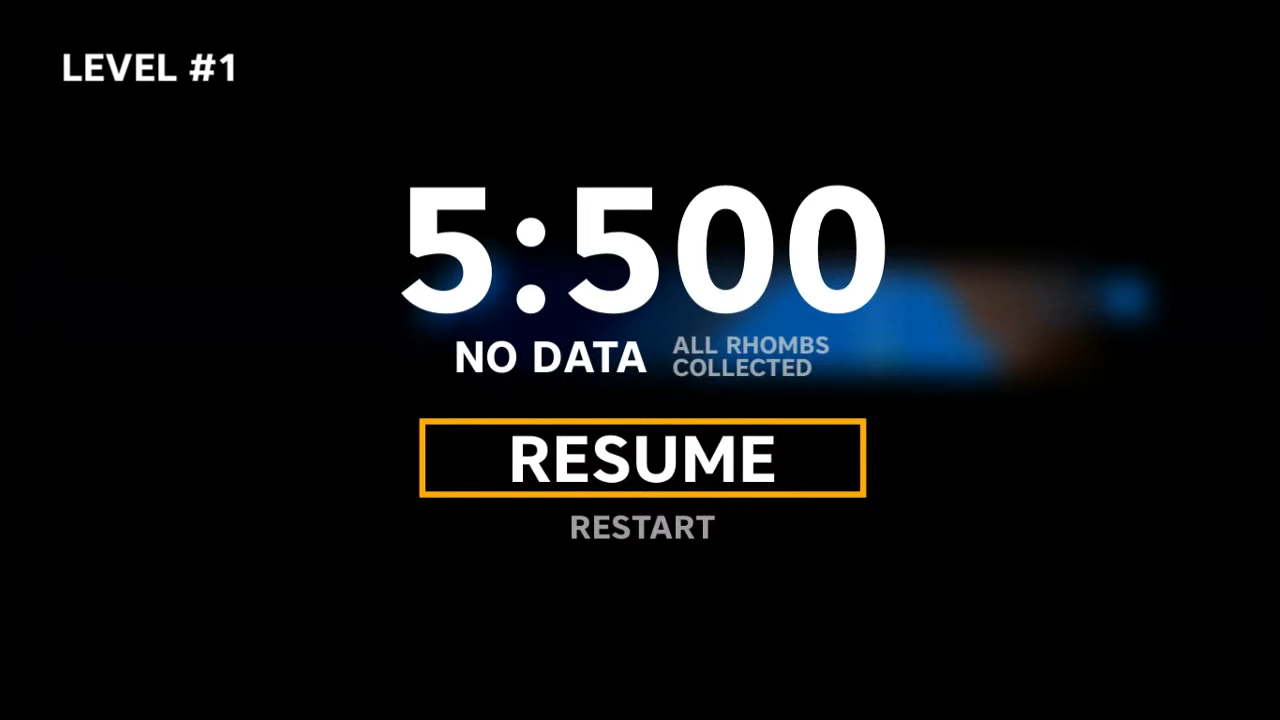 LEVEL #1
5:500
NO DATA
ALL RHOMBS
COLLECTED
RESUME
RESTART